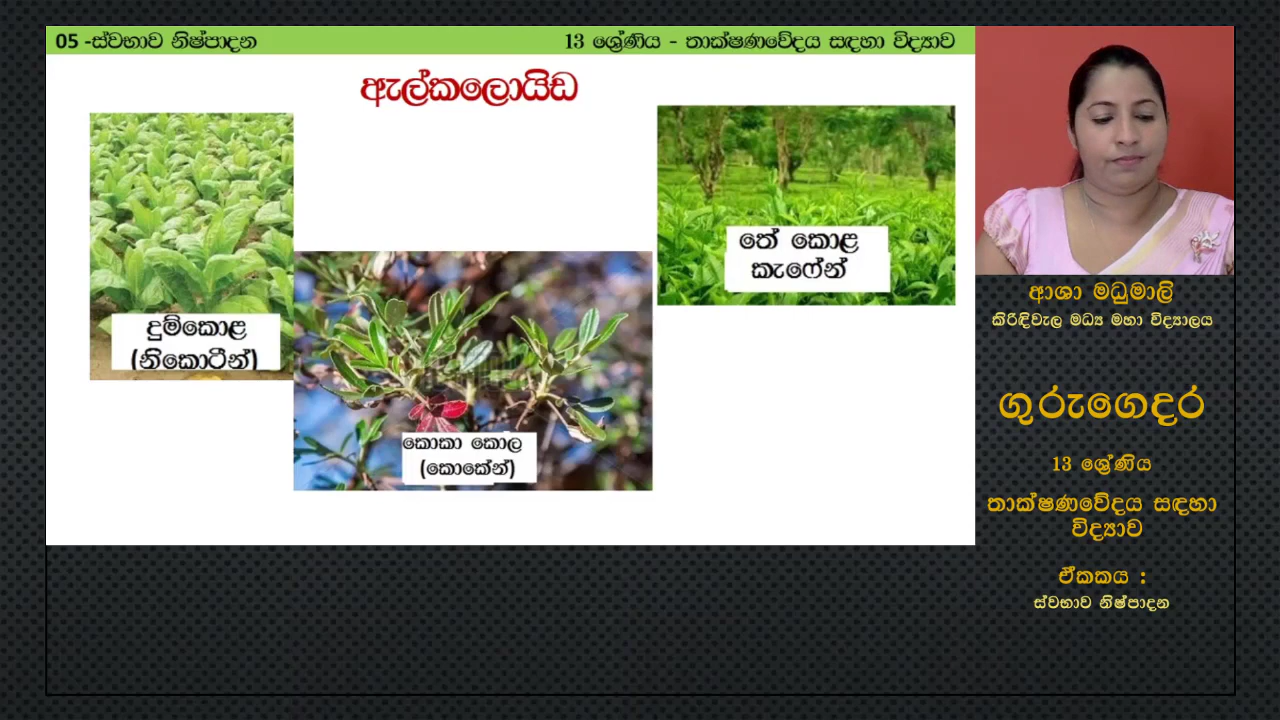 05 -ස්වභාව නිෂ්පාදන
13 ශ්‍රේණිය - තාක්ෂණවේදය සඳහා විද්‍යාව
ඇල්කලොයිඩ
දුම්කොළ
(නිකොටීන්)
කොකා කොල
(කොකේන්)
තේ කොළ
කැෆේන්
ආශා මධුමාලි
කිරිඳිවැල මධ්‍ය මහා විද්‍යාලය
ගුරුගෙදර
13 ශ්‍රේණිය
තාක්ෂණවේදය සඳහා
විද්‍යාව
ඒකකය :
ස්වභාව නිෂ්පාදන